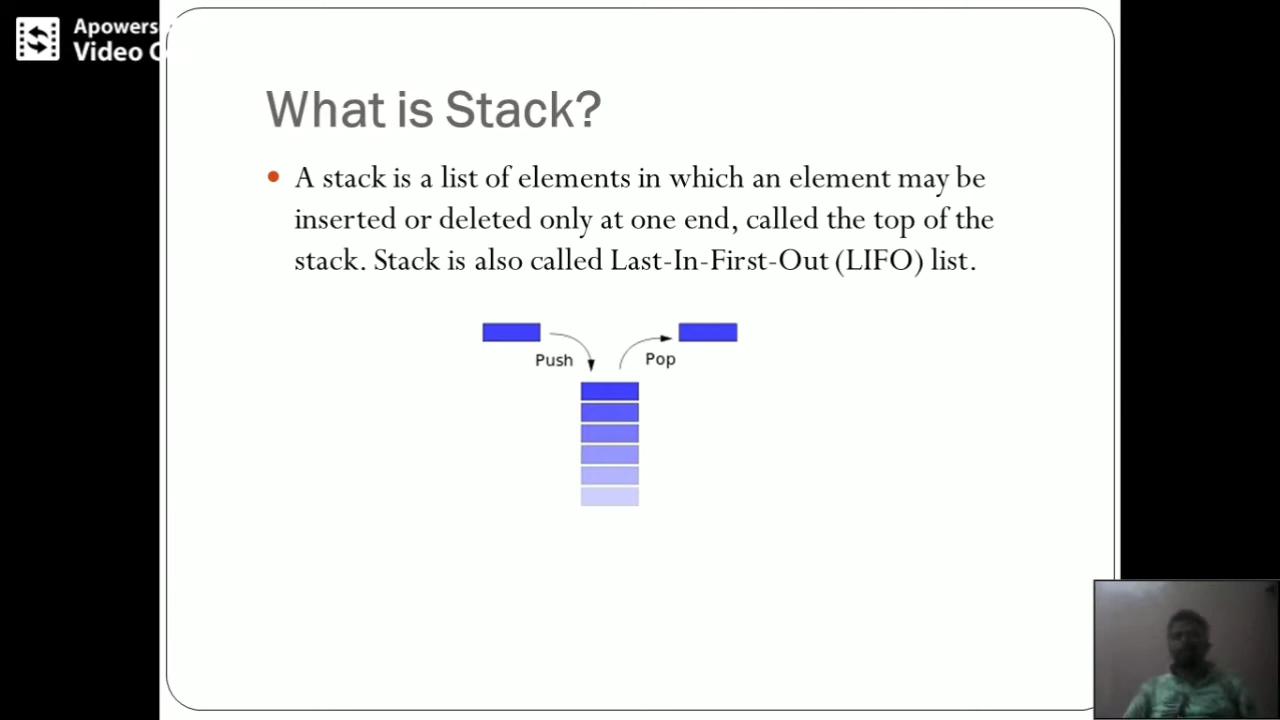 Apowers
Video
What is Stack?
A stack is a list of elements in which an element may be
inserted or deleted only at one end, called the top of the
stack. Stack is also called Last-In-First-Out (LIFO) list.
Push
Pop